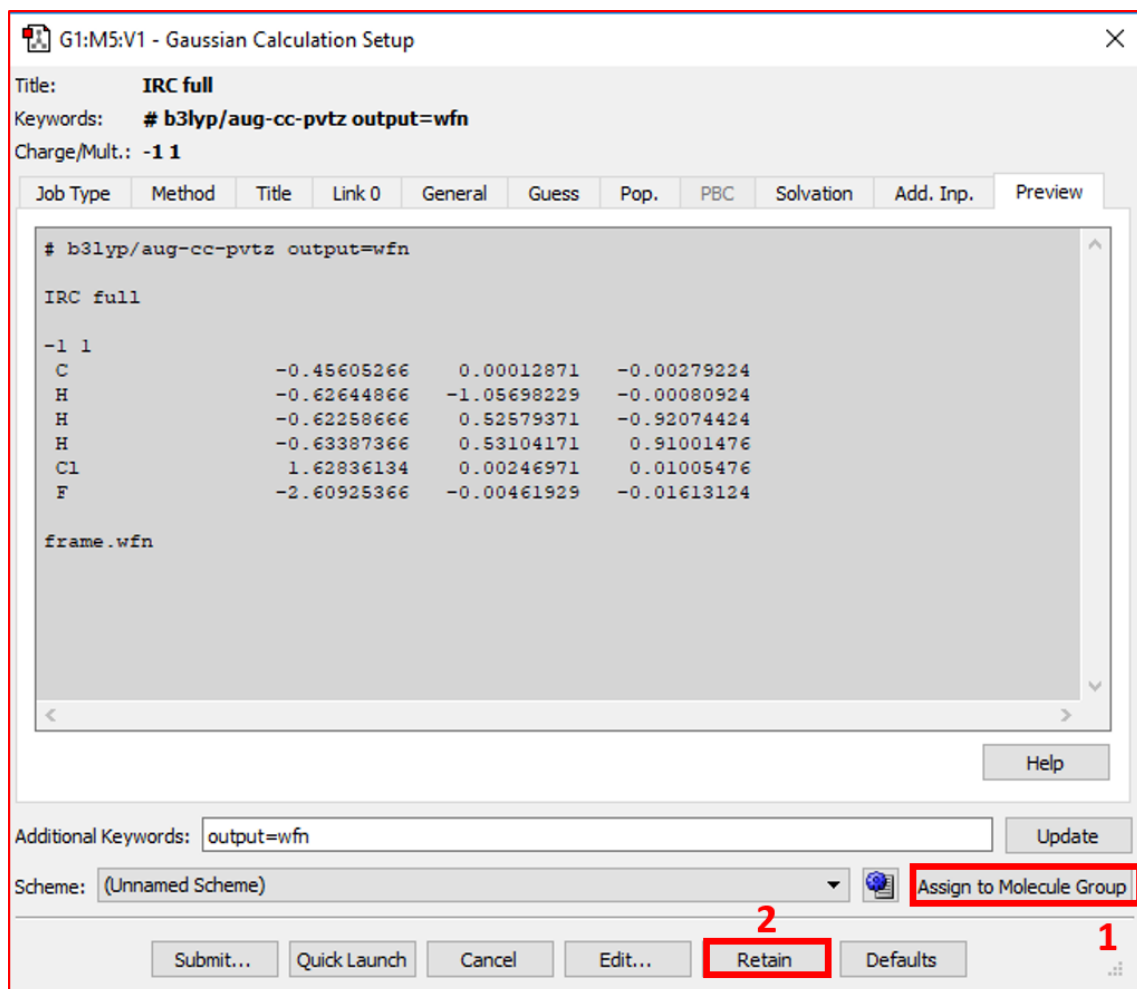 G1:M5:V1 - Gaussian Calculation Setup
Title: IRC full
Keywords: # b3lyp/aug-cc-pvtz output=wfn
Charge/Mult.: -1 1
Job Type Method Title Link 0 General Guess Pop. PBC Solvation Add. Inp. Preview
# b3lyp/aug-cc-pvtz output=wfn
IRC full
-1 1
C -0.45605266 0.00012871 -0.00279224
H -0.62644866 -1.05698229 -0.00080924
H -0.62258666 0.52579371 -0.92074424
H -0.63387366 0.53104171 0.91001476
Cl 1.62836134 0.00246971 0.01005476
F -2.60925366 -0.00461929 -0.01613124
frame.wfn
Help
Additional Keywords: output=wfn Update
Scheme: (Unnamed Scheme) Assign to Molecule Group
2 1
Submit... Quick Launch Cancel Edit... Retain Defaults